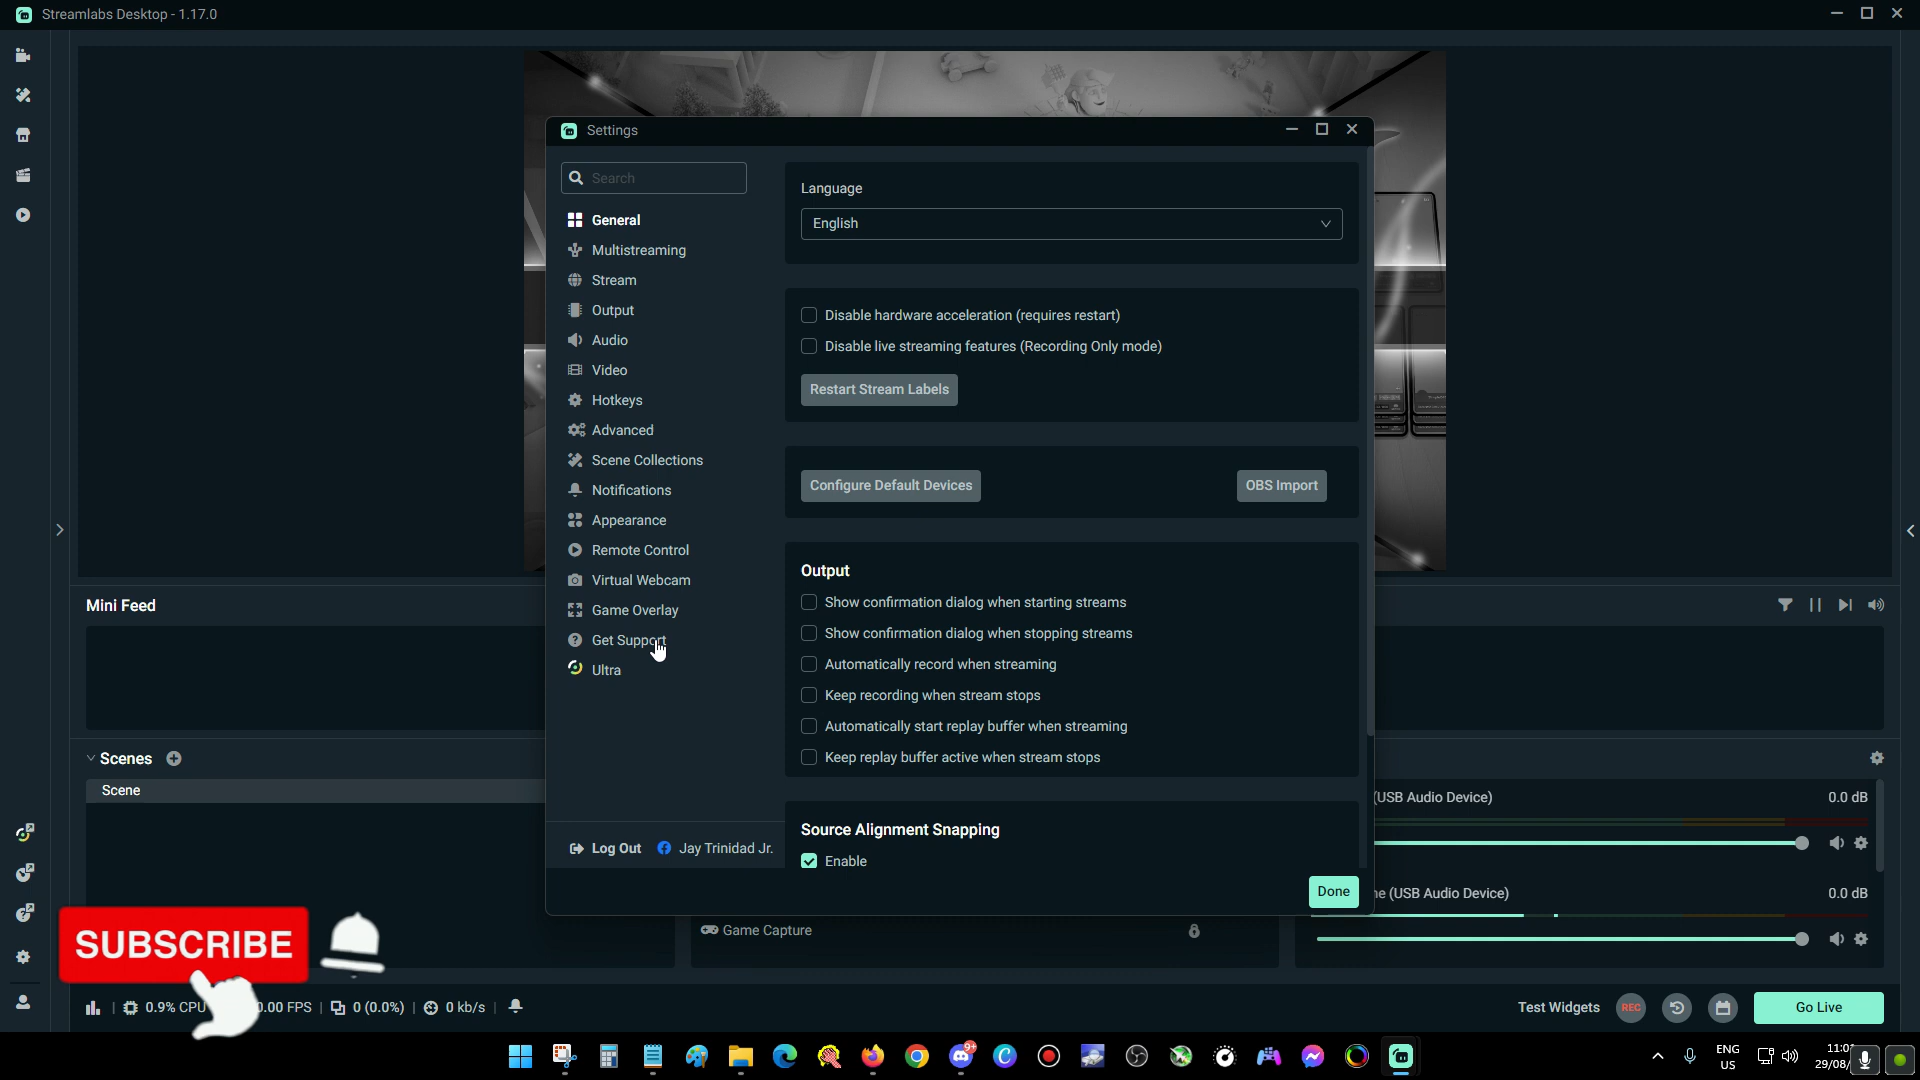 Streamlabs Desktop - 1.17.0
Settings
Search
General
Multistreaming
Stream
Output
Audio
Video
Hotkeys
Advanced
Scene Collections
Notifications
Appearance
Remote Control
Virtual Webcam
Game Overlay
Get Support
Ultra
Log Out
Jay Trinidad Jr.
Language
English
Disable hardware acceleration (requires restart)
Disable live streaming features (Recording Only mode)
Restart Stream Labels
Configure Default Devices
OBS Import
Output
Show confirmation dialog when starting streams
Show confirmation dialog when stopping streams
Automatically record when streaming
Keep recording when stream stops
Automatically start replay buffer when streaming
Keep replay buffer active when stream stops
Source Alignment Snapping
Enable
Done
Mini Feed
Scenes
Scene
Game Capture
(USB Audio Device)
0.0 dB
(USB Audio Device)
0.0 dB
SUBSCRIBE
0.9% CPU
0.00 FPS
0 (0.0%)
0 kb/s
Test Widgets
REC
Go Live
9+
ENG
US
11:0
29/08/